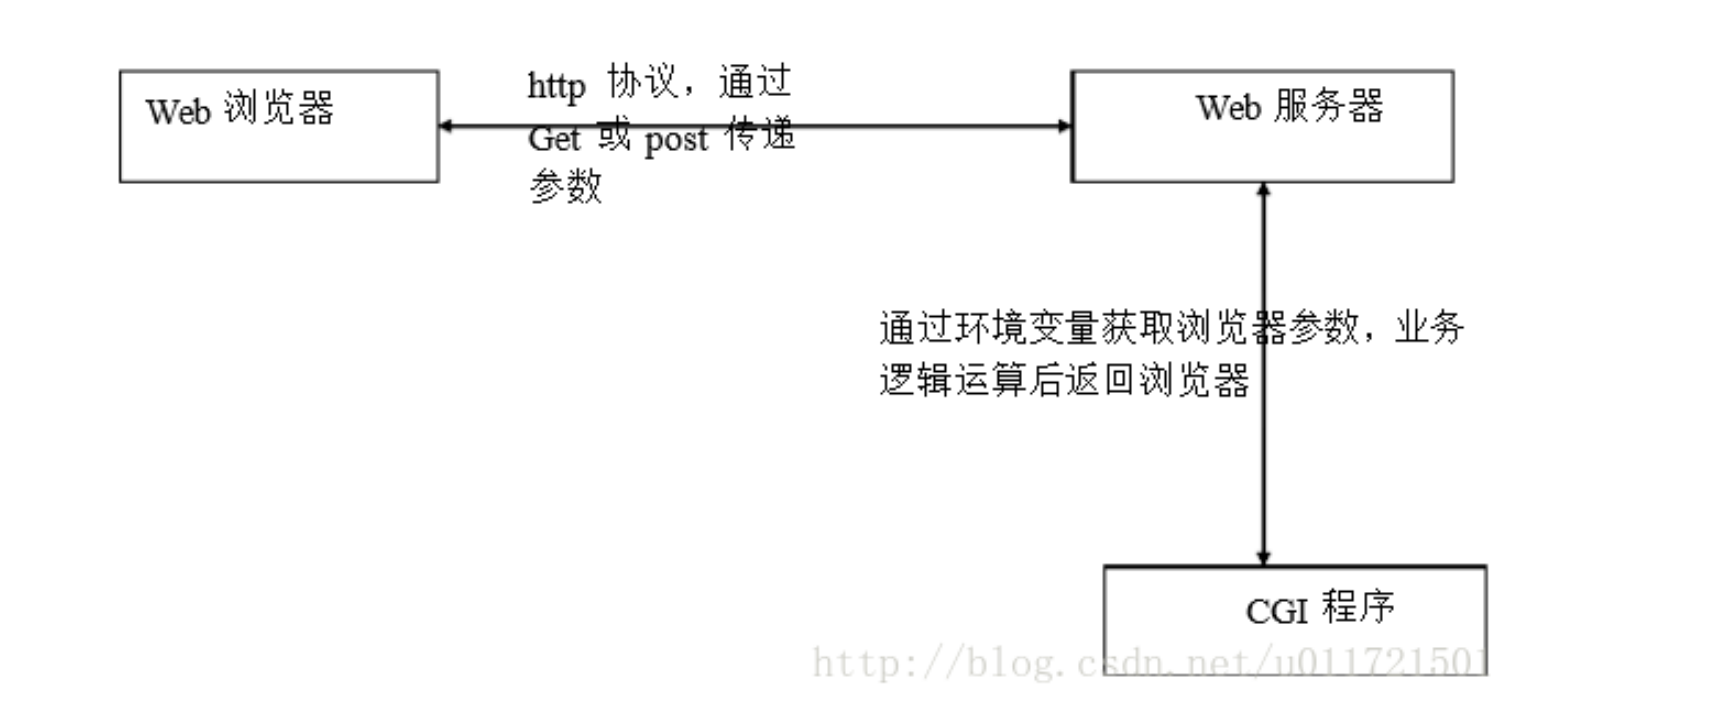 Web 浏览器
http 协议，通过
Get 或 post 传递
参数
Web 服务器
通过环境变量获取浏览器参数，业务
逻辑运算后返回浏览器
CGI 程序
http://blog.csdn.net/u011721501